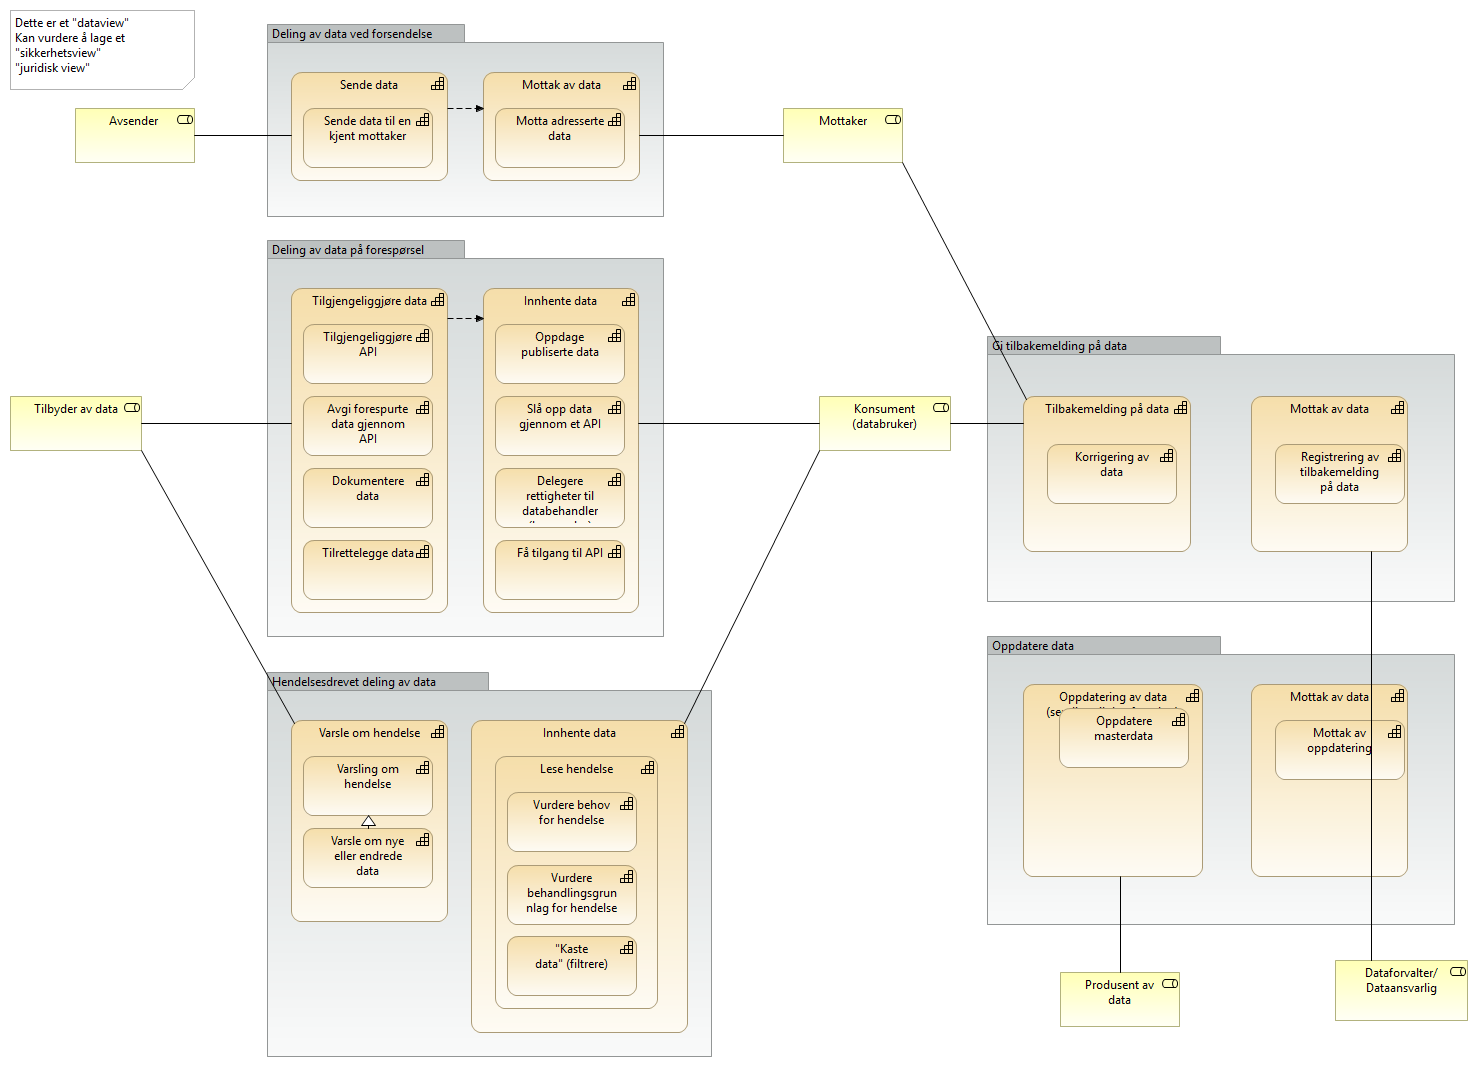 Dette er et "dataview"
Kan vurdere å lage et
"sikkerhetsview"
"juridisk view"
Deling av data ved forsendelse
Sende data
Sende data til en
kjent mottaker
Mottak av data
Motta adresserte
data
Avsender
Mottaker
Deling av data på forespørsel
Tilgjengeliggjøre data
Tilgjengeliggjøre
API
Avgi forespurte
data gjennom
API
Dokumentere
data
Tilrettelegge data
Innhente data
Oppdage
publiserte data
Slå opp data
gjennom et API
Delegere
rettigheter til
databehandler
Få tilgang til API
Tilbyder av data
Konsument
(databruker)
Gi tilbakemelding på data
Tilbakemelding på data
Korrigering av
data
Mottak av data
Registrering av
tilbakemelding
på data
Oppdatere data
Oppdatering av data
Oppdatere
masterdata
Mottak av data
Mottak av
oppdatering
Hendelsesdrevet deling av data
Varsle om hendelse
Varsling om
hendelse
Varsle om nye
eller endrede
data
Innhente data
Lese hendelse
Vurdere behov
for hendelse
Vurdere
behandlingsgrun
nlag for hendelse
"Kaste
data" (filtrere)
Produsent av
data
Dataforvalter/
Dataansvarlig